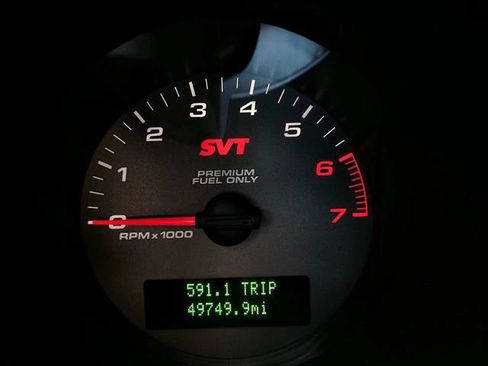 3 4
2 5
SVT
1 6
PREMIUM
FUEL ONLY
0 7
RPM x 1000
591.1 TRIP
49749.9mi